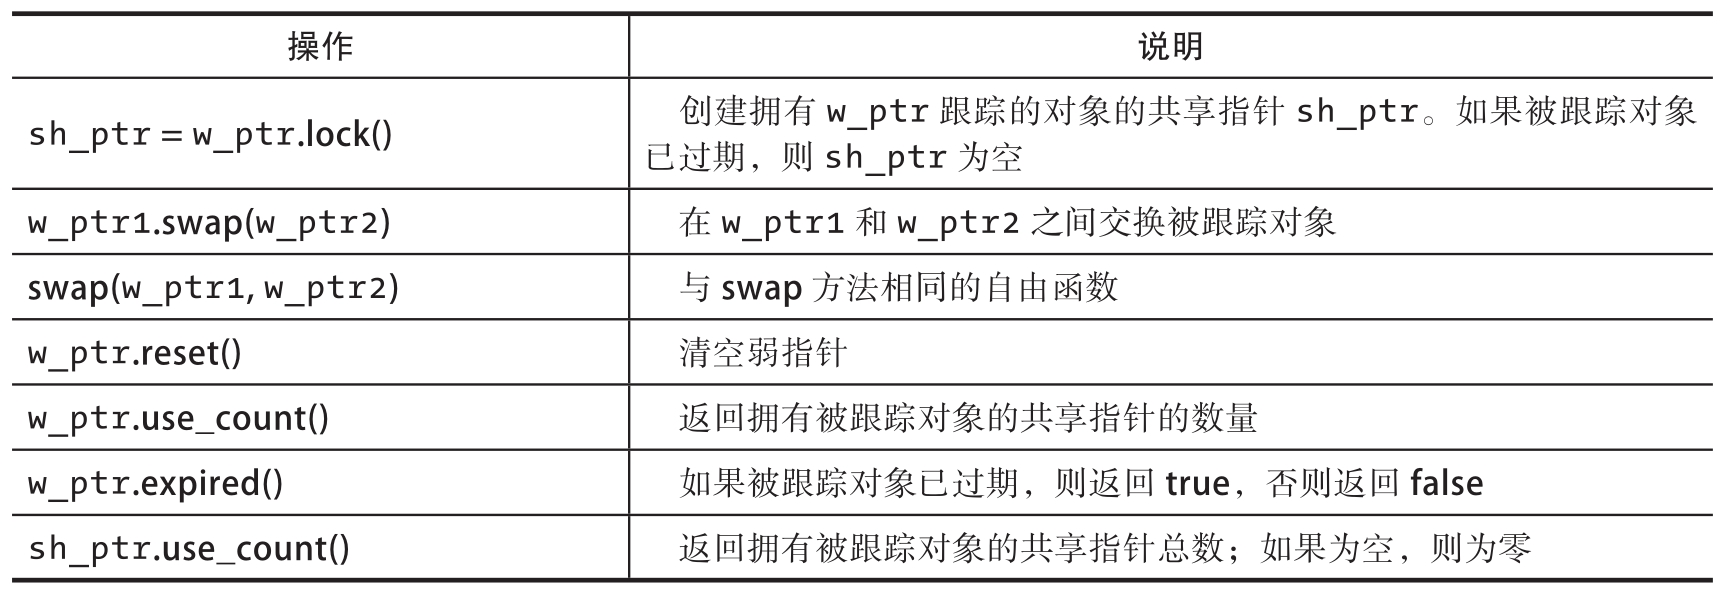 操作 说明
sh_ptr = w_ptr.lock() 创建拥有 w_ptr 跟踪的对象的共享指针 sh_ptr。如果被跟踪对象
已过期，则 sh_ptr 为空
w_ptr1.swap(w_ptr2) 在 w_ptr1 和 w_ptr2 之间交换被跟踪对象
swap(w_ptr1, w_ptr2) 与 swap 方法相同的自由函数
w_ptr.reset() 清空弱指针
w_ptr.use_count() 返回拥有被跟踪对象的共享指针的数量
w_ptr.expired() 如果被跟踪对象已过期，则返回 true，否则返回 false
sh_ptr.use_count() 返回拥有被跟踪对象的共享指针总数；如果为空，则为零